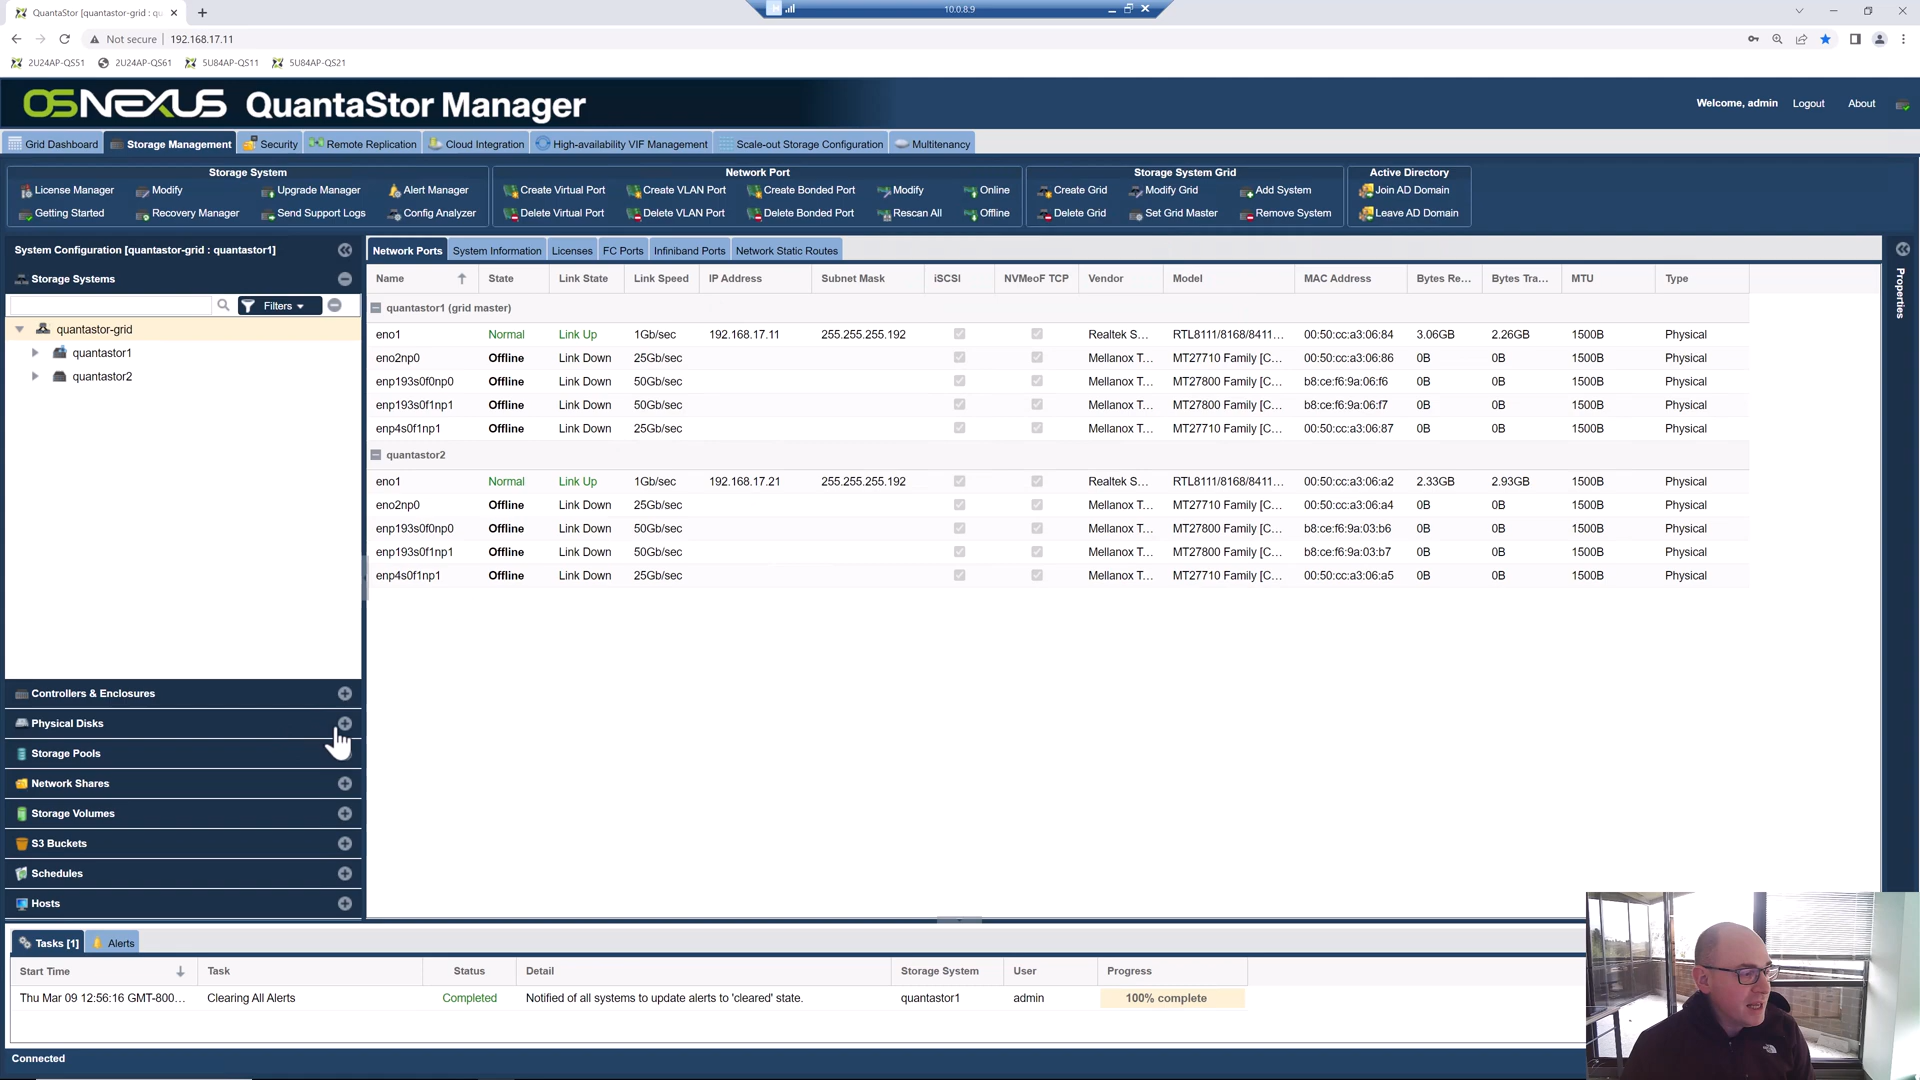 QuantaStor [quantastor-grid : qu
10.0.8.9
Not secure 192.168.17.11
2U24AP-QS51 2U24AP-QS61 5U84AP-QS11 5U84AP-QS21
OSNEXUS QuantaStor Manager
Welcome, admin Logout About
Grid Dashboard Storage Management Security Remote Replication Cloud Integration High-availability VIF Management Scale-out Storage Configuration Multitenancy
Storage System Network Port Storage System Grid Active Directory
License Manager Modify Upgrade Manager Alert Manager Create Virtual Port Create VLAN Port Create Bonded Port Modify Online Create Grid Modify Grid Add System Join AD Domain
Getting Started Recovery Manager Send Support Logs Config Analyzer Delete Virtual Port Delete VLAN Port Delete Bonded Port Rescan All Offline Delete Grid Set Grid Master Remove System Leave AD Domain
System Configuration [quantastor-grid : quantastor1]
Storage Systems
Filters
quantastor-grid
quantastor1
quantastor2
Controllers & Enclosures
Physical Disks
Storage Pools
Network Shares
Storage Volumes
S3 Buckets
Schedules
Hosts
Network Ports System Information Licenses FC Ports Infiniband Ports Network Static Routes
Name State Link State Link Speed IP Address Subnet Mask iSCSI NVMeoF TCP Vendor Model MAC Address Bytes Re... Bytes Tra... MTU Type
quantastor1 (grid master)
eno1 Normal Link Up 1Gb/sec 192.168.17.11 255.255.255.192 Realtek S... RTL8111/8168/8411... 00:50:cc:a3:06:84 3.06GB 2.26GB 1500B Physical
eno2np0 Offline Link Down 25Gb/sec Mellanox T... MT27710 Family [C... 00:50:cc:a3:06:86 0B 0B 1500B Physical
enp193s0f0np0 Offline Link Down 50Gb/sec Mellanox T... MT27800 Family [C... b8:ce:f6:9a:06:f6 0B 0B 1500B Physical
enp193s0f1np1 Offline Link Down 50Gb/sec Mellanox T... MT27800 Family [C... b8:ce:f6:9a:06:f7 0B 0B 1500B Physical
enp4s0f1np1 Offline Link Down 25Gb/sec Mellanox T... MT27710 Family [C... 00:50:cc:a3:06:87 0B 0B 1500B Physical
quantastor2
eno1 Normal Link Up 1Gb/sec 192.168.17.21 255.255.255.192 Realtek S... RTL8111/8168/8411... 00:50:cc:a3:06:a2 2.33GB 2.93GB 1500B Physical
eno2np0 Offline Link Down 25Gb/sec Mellanox T... MT27710 Family [C... 00:50:cc:a3:06:a4 0B 0B 1500B Physical
enp193s0f0np0 Offline Link Down 50Gb/sec Mellanox T... MT27800 Family [C... b8:ce:f6:9a:03:b6 0B 0B 1500B Physical
enp193s0f1np1 Offline Link Down 50Gb/sec Mellanox T... MT27800 Family [C... b8:ce:f6:9a:03:b7 0B 0B 1500B Physical
enp4s0f1np1 Offline Link Down 25Gb/sec Mellanox T... MT27710 Family [C... 00:50:cc:a3:06:a5 0B 0B 1500B Physical
Properties
Tasks [1] Alerts
Start Time Task Status Detail Storage System User Progress
Thu Mar 09 12:56:16 GMT-800... Clearing All Alerts Completed Notified of all systems to update alerts to 'cleared' state. quantastor1 admin 100% complete
Connected